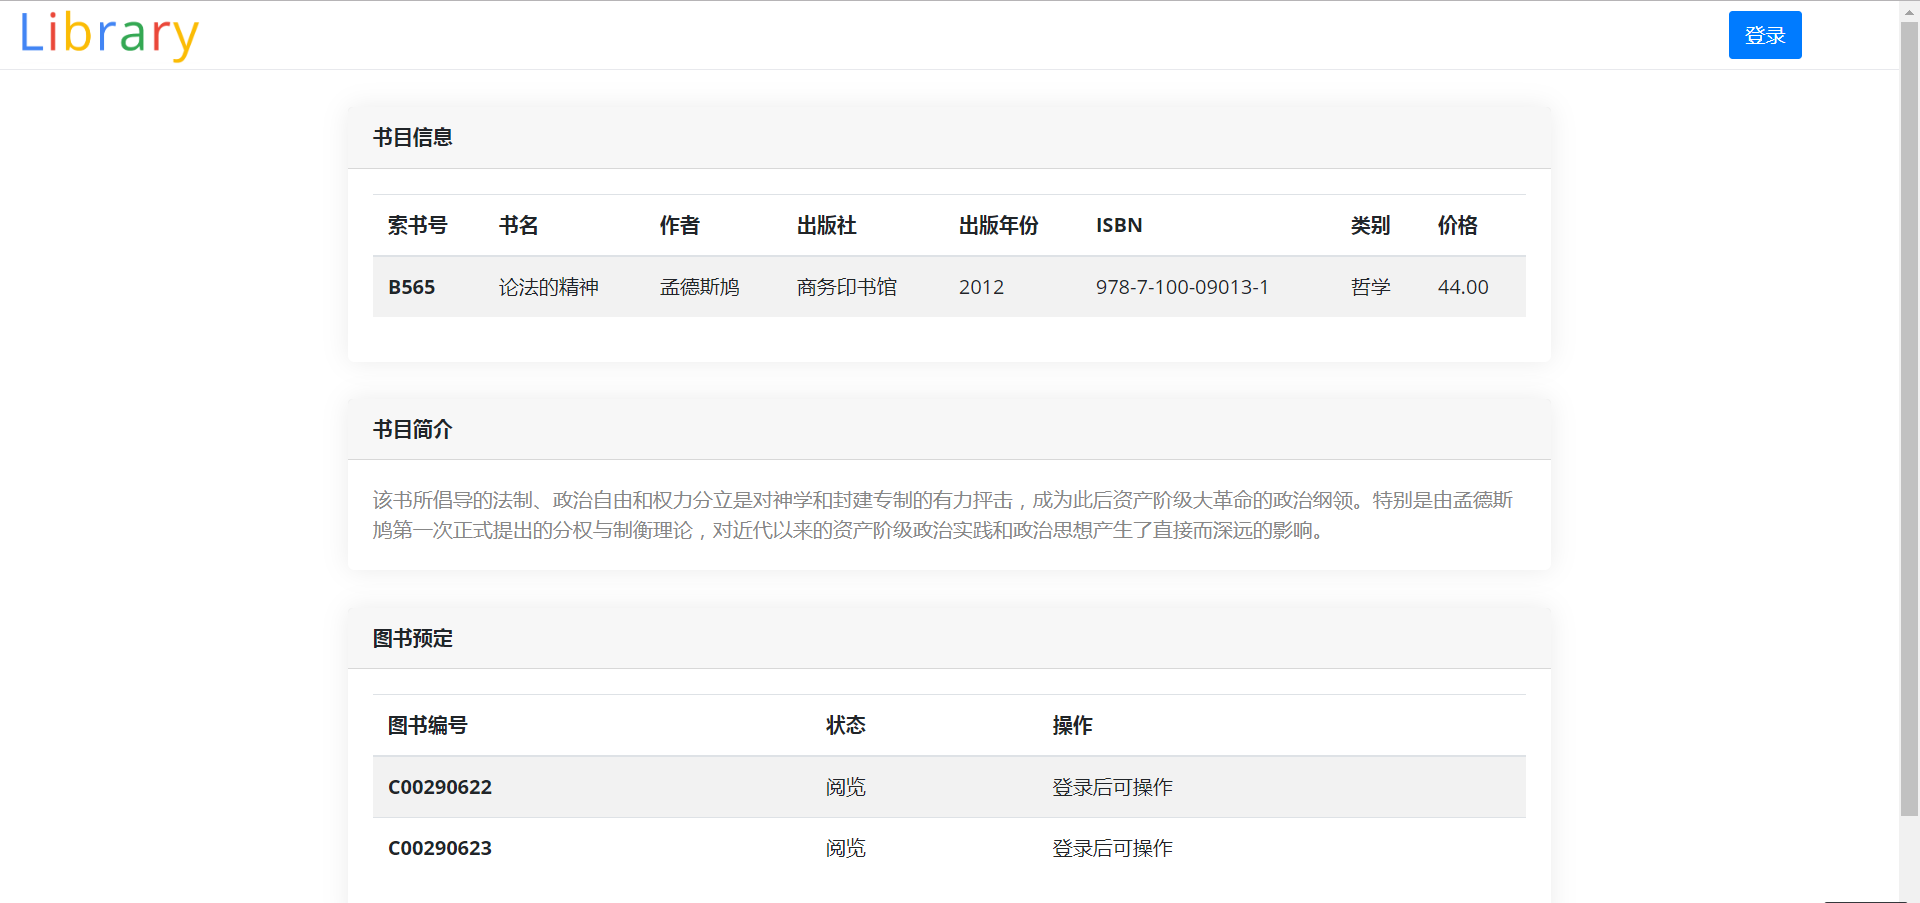 Library
登录
书目信息
索书号 书名 作者 出版社 出版年份 ISBN 类别 价格
B565 论法的精神 孟德斯鸠 商务印书馆 2012 978-7-100-09013-1 哲学 44.00
书目简介
该书所倡导的法制、政治自由和权力分立是对神学和封建专制的有力抨击，成为此后资产阶级大革命的政治纲领。特别是由孟德斯
鸠第一次正式提出的分权与制衡理论，对近代以来的资产阶级政治实践和政治思想产生了直接而深远的影响。
图书预定
图书编号 状态 操作
C00290622 阅览 登录后可操作
C00290623 阅览 登录后可操作